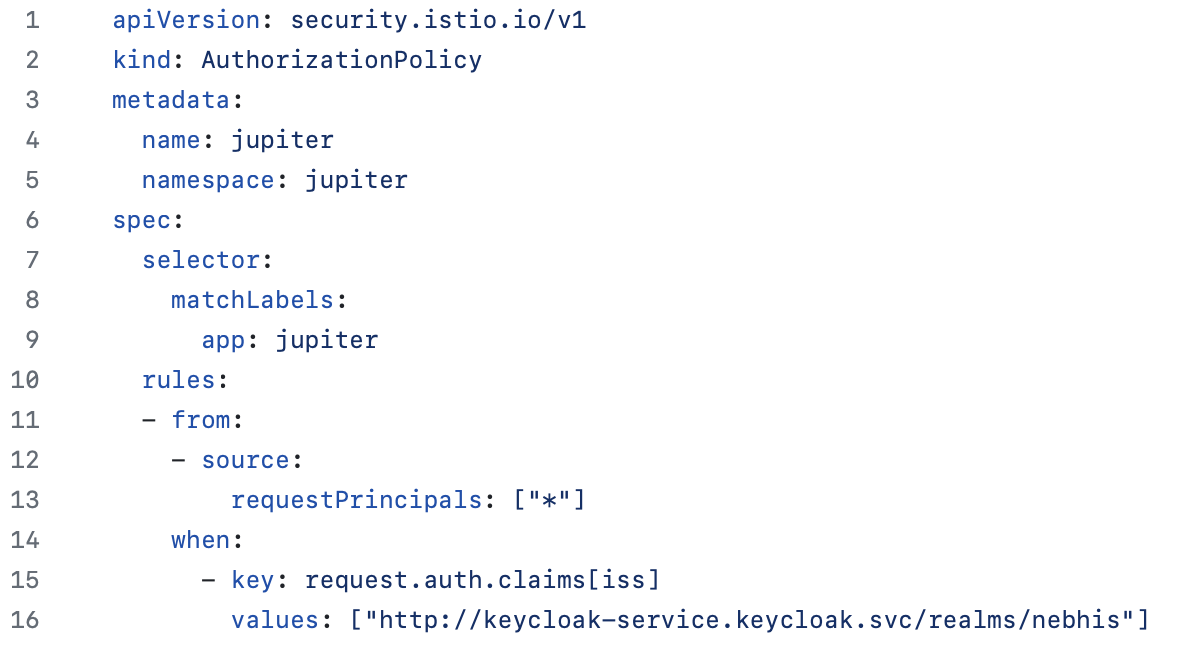 1 apiVersion: security.istio.io/v1
2 kind: AuthorizationPolicy
3 metadata:
4   name: jupiter
5   namespace: jupiter
6 spec:
7   selector:
8     matchLabels:
9       app: jupiter
10   rules:
11   - from:
12     - source:
13         requestPrincipals: ["*"]
14     when:
15       - key: request.auth.claims[iss]
16         values: ["http://keycloak-service.keycloak.svc/realms/nebhis"]